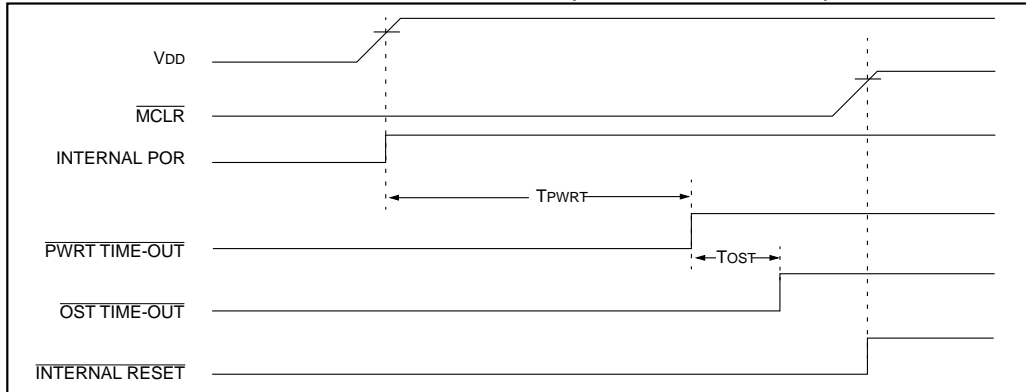 VDD
MCLR
INTERNAL POR
TPWRT
PWRT TIME-OUT
TOST
OST TIME-OUT
INTERNAL RESET